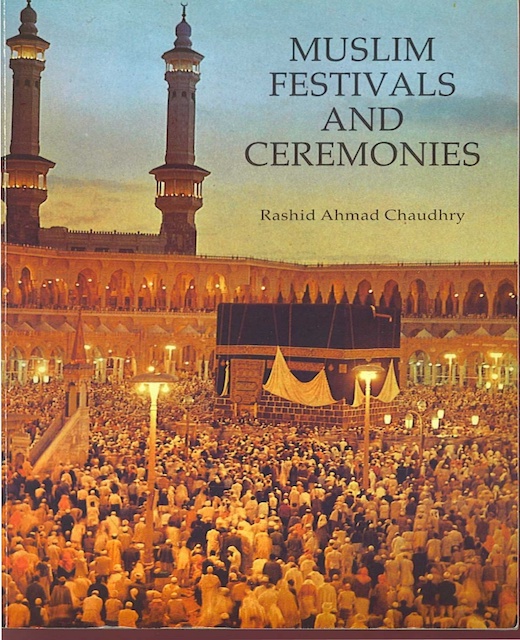 MUSLIM
FESTIVALS
AND
CEREMONIES
Rashid Ahmad Chaudhry